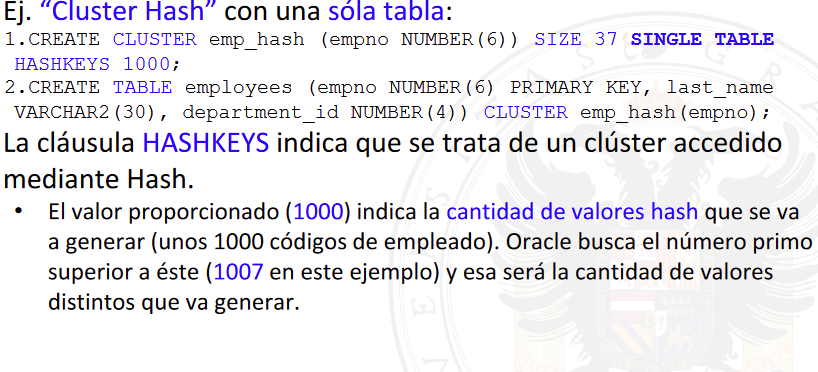 Ej. “Cluster Hash” con una sóla tabla:
1.CREATE CLUSTER emp_hash (empno NUMBER(6)) SIZE 37 SINGLE TABLE
HASHKEYS 1000;
2.CREATE TABLE employees (empno NUMBER(6) PRIMARY KEY, last_name
VARCHAR2(30), department_id NUMBER(4)) CLUSTER emp_hash(empno);
La cláusula HASHKEYS indica que se trata de un clúster accedido
mediante Hash.
• El valor proporcionado (1000) indica la cantidad de valores hash que se va
a generar (unos 1000 códigos de empleado). Oracle busca el número primo
superior a éste (1007 en este ejemplo) y esa será la cantidad de valores
distintos que va generar.